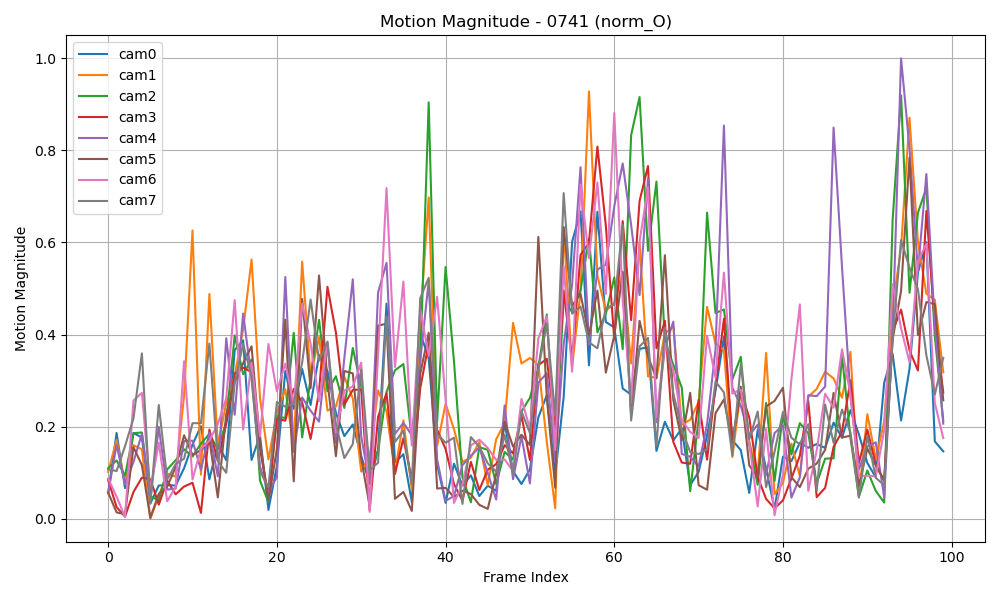 Motion Magnitude - 0741 (norm_O)
cam0
cam1
cam2
cam3
cam4
cam5
cam6
cam7
Motion Magnitude
1.0
0.8
0.6
0.4
0.2
0.0
0 20 40 60 80 100
Frame Index